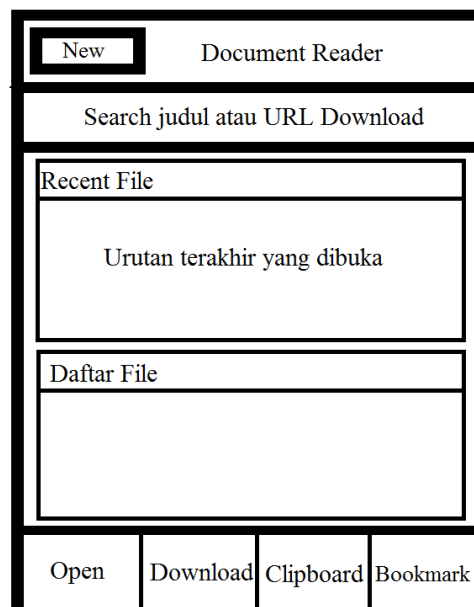 New
Document Reader
Search judul atau URL Download
Recent File
Urutan terakhir yang dibuka
Daftar File
Open
Download
Clipboard
Bookmark